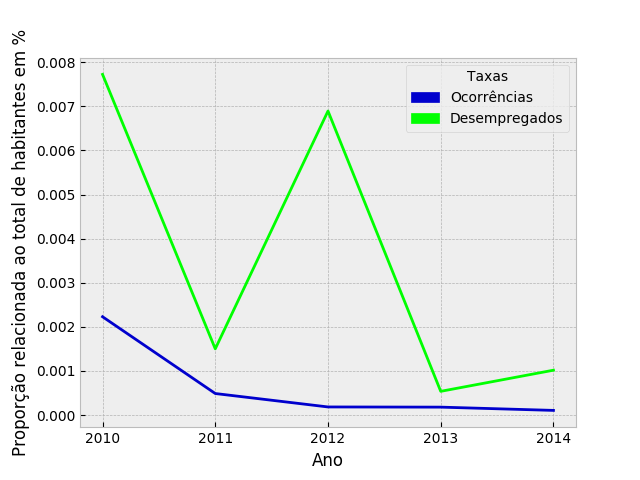 Proporção relacionada ao total de habitantes em %
0.008
0.007
0.006
0.005
0.004
0.003
0.002
0.001
0.000
Taxas
Ocorrências
Desempregados
2010 2011 2012 2013 2014
Ano